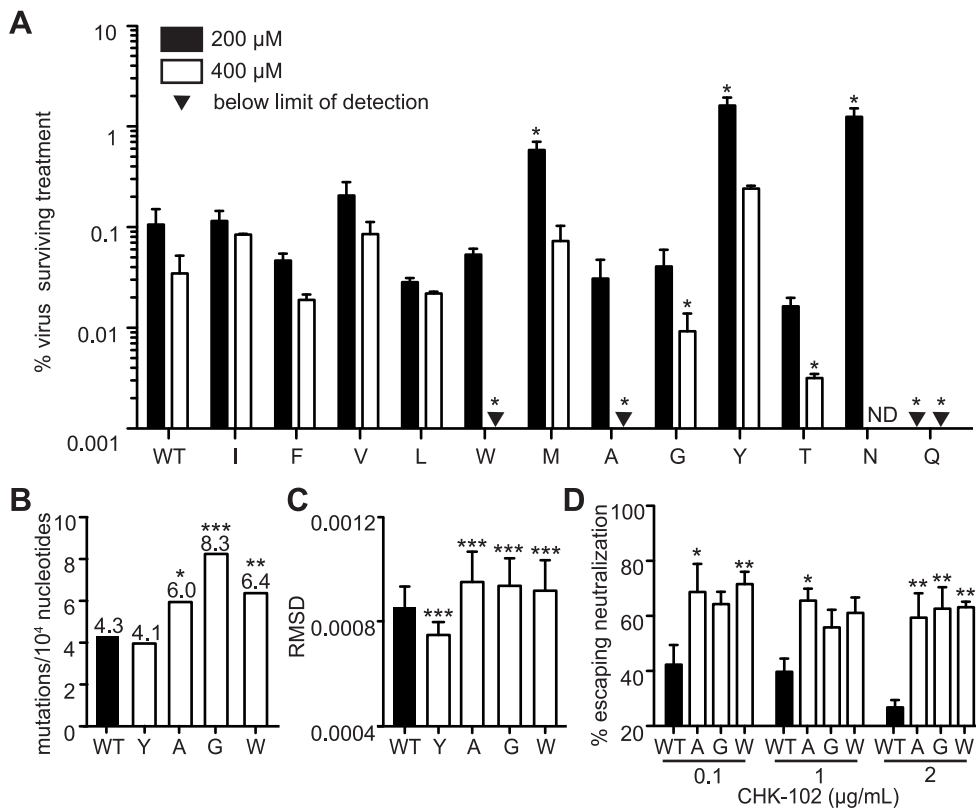 A
200 µM
400 µM
below limit of detection
% virus surviving treatment
10
1
0.1
0.01
0.001
* * * * * * * * * *
ND
WT I F V L W M A G Y T N Q
B
mutations/10⁴ nucleotides
10
8
6
4
2
0
4.3
4.1
*
6.0
***
8.3
**
6.4
WT Y A G W
C
RMSD
0.0012
0.0008
0.0004
*** *** *** ***
WT Y A G W
D
% escaping neutralization
100
80
60
40
20
* ** * ** ** **
WT A G W WT A G W WT A G W
0.1 1 2
CHK-102 (µg/mL)